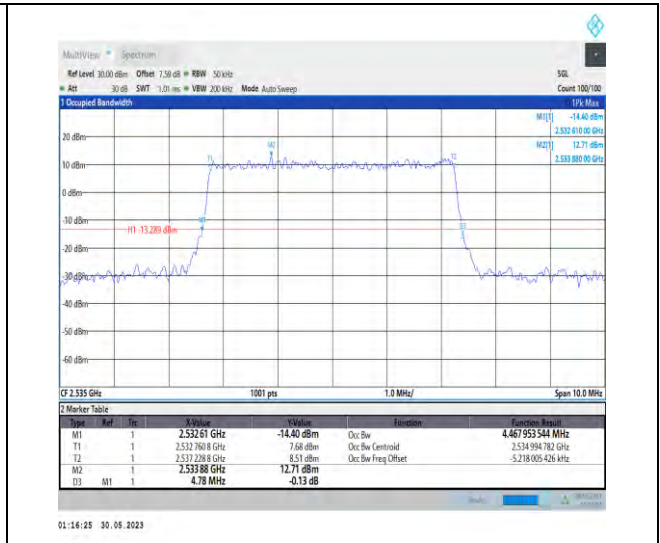 MultiView Spectrum
Ref Level 30.00 dBm Offset 7.59 dB RBW 50 kHz SGL
Att 30 dB SWT 1.01 ms VBW 200 kHz Mode Auto Sweep Count 100/100
1 Occupied Bandwidth 1Pk Max
M1[1] -14.40 dBm
2.532 610 00 GHz
M2[1] 12.71 dBm
2.533 880 00 GHz
20 dBm
M2
T1 T2
10 dBm
0 dBm
-10 dBm
H1 -13.289 dBm
-20 dBm
-30 dBm
-40 dBm
-50 dBm
-60 dBm
CF 2.535 GHz 1001 pts 1.0 MHz/ Span 10.0 MHz
2 Marker Table
Type Ref Trc X-Value Y-Value Function Function Result
M1 1 2.53261 GHz -14.40 dBm Occ Bw 4.467 953 544 MHz
T1 1 2.532 760 8 GHz 7.68 dBm Occ Bw Centroid 2.534 994 782 GHz
T2 1 2.537 228 8 GHz 8.51 dBm Occ Bw Freq Offset -5.218 005 426 kHz
M2 1 2.53388 GHz 12.71 dBm
D3 M1 1 4.78 MHz -0.13 dB
01:16:25 30.05.2023